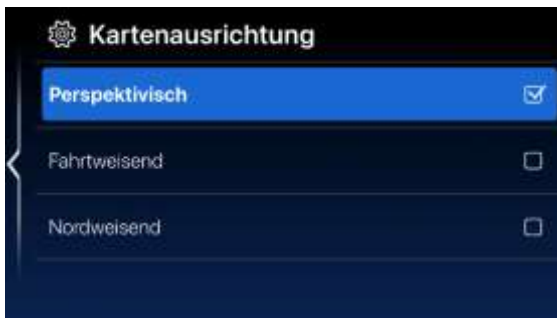 Kartenausrichtung
Perspektivisch
Fahrtweisend
Nordweisend